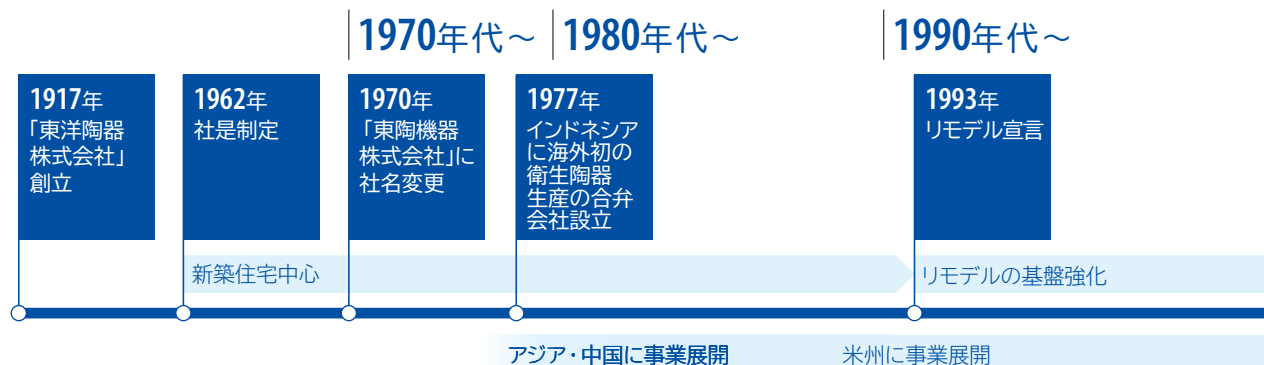 1970年代～
1980年代～
1990年代～
1917年
「東洋陶器
株式会社」
創立
1962年
社是制定
1970年
「東陶機器
株式会社」に
社名変更
1977年
インドネシア
に海外初の
衛生陶器
生産の合弁
会社設立
1993年
リモデル宣言
新築住宅中心
リモデルの基盤強化
アジア・中国に事業展開
米州に事業展開